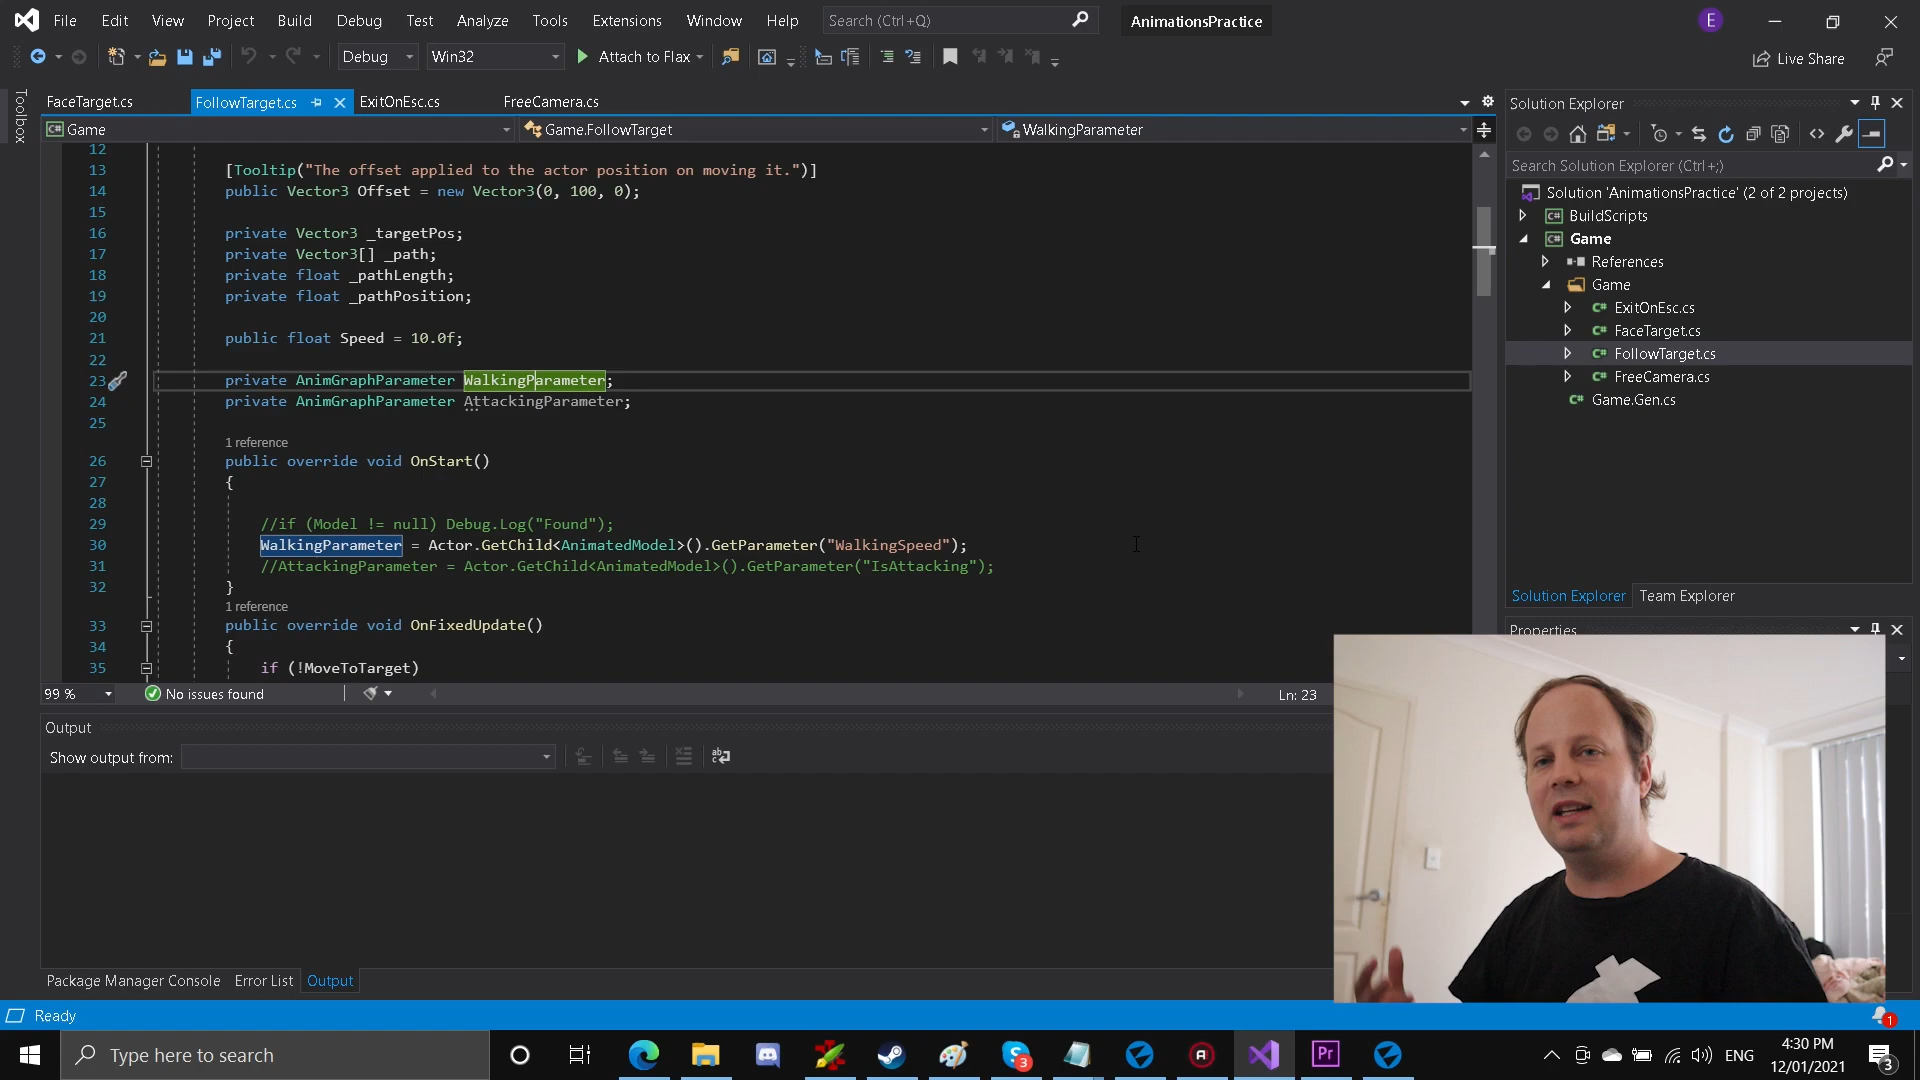 File Edit View Project Build Debug Test Analyze Tools Extensions Window Help Search (Ctrl+Q) AnimationsPractice E
Debug Win32 Attach to Flax Live Share
Toolbox
FaceTarget.cs FollowTarget.cs ExitOnEsc.cs FreeCamera.cs
Game Game.FollowTarget WalkingParameter
12
13 [Tooltip("The offset applied to the actor position on moving it.")]
14 public Vector3 Offset = new Vector3(0, 100, 0);
15
16 private Vector3 _targetPos;
17 private Vector3[] _path;
18 private float _pathLength;
19 private float _pathPosition;
20
21 public float Speed = 10.0f;
22
23 private AnimGraphParameter WalkingParameter;
24 private AnimGraphParameter AttackingParameter;
25
1 reference
26 public override void OnStart()
27 {
28
29 //if (Model != null) Debug.Log("Found");
30 WalkingParameter = Actor.GetChild<AnimatedModel>().GetParameter("WalkingSpeed");
31 //AttackingParameter = Actor.GetChild<AnimatedModel>().GetParameter("IsAttacking");
32 }
1 reference
33 public override void OnFixedUpdate()
34 {
35 if (!MoveToTarget)
99 % No issues found Ln: 23
Output
Show output from:
Package Manager Console Error List Output
Solution Explorer
Search Solution Explorer (Ctrl+;)
Solution 'AnimationsPractice' (2 of 2 projects)
C# BuildScripts
C# Game
References
Game
C# ExitOnEsc.cs
C# FaceTarget.cs
C# FollowTarget.cs
C# FreeCamera.cs
C# Game.Gen.cs
Solution Explorer Team Explorer
Properties
Ready 1
Type here to search 3 Pr ENG 4:30 PM
12/01/2021 3